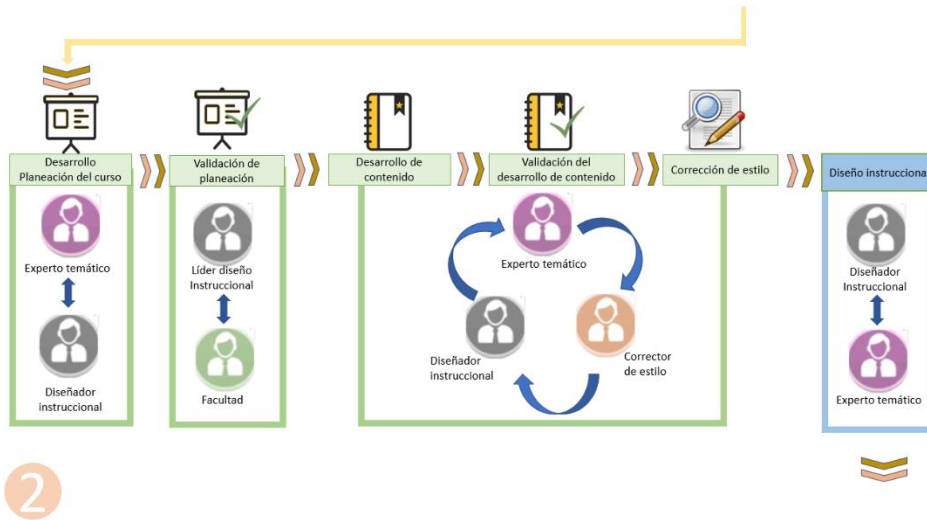 Desarrollo
Planeación del curso
Validación de
planeación
Desarrollo de
contenido
Validación del
desarrollo de contenido
Corrección de estilo
Diseño instrucciona
Experto temático
Diseñador
instruccional
Líder diseño
Instruccional
Facultad
Experto temático
Diseñador
instruccional
Corrector
de estilo
Diseñador
Instruccional
Experto temático
2